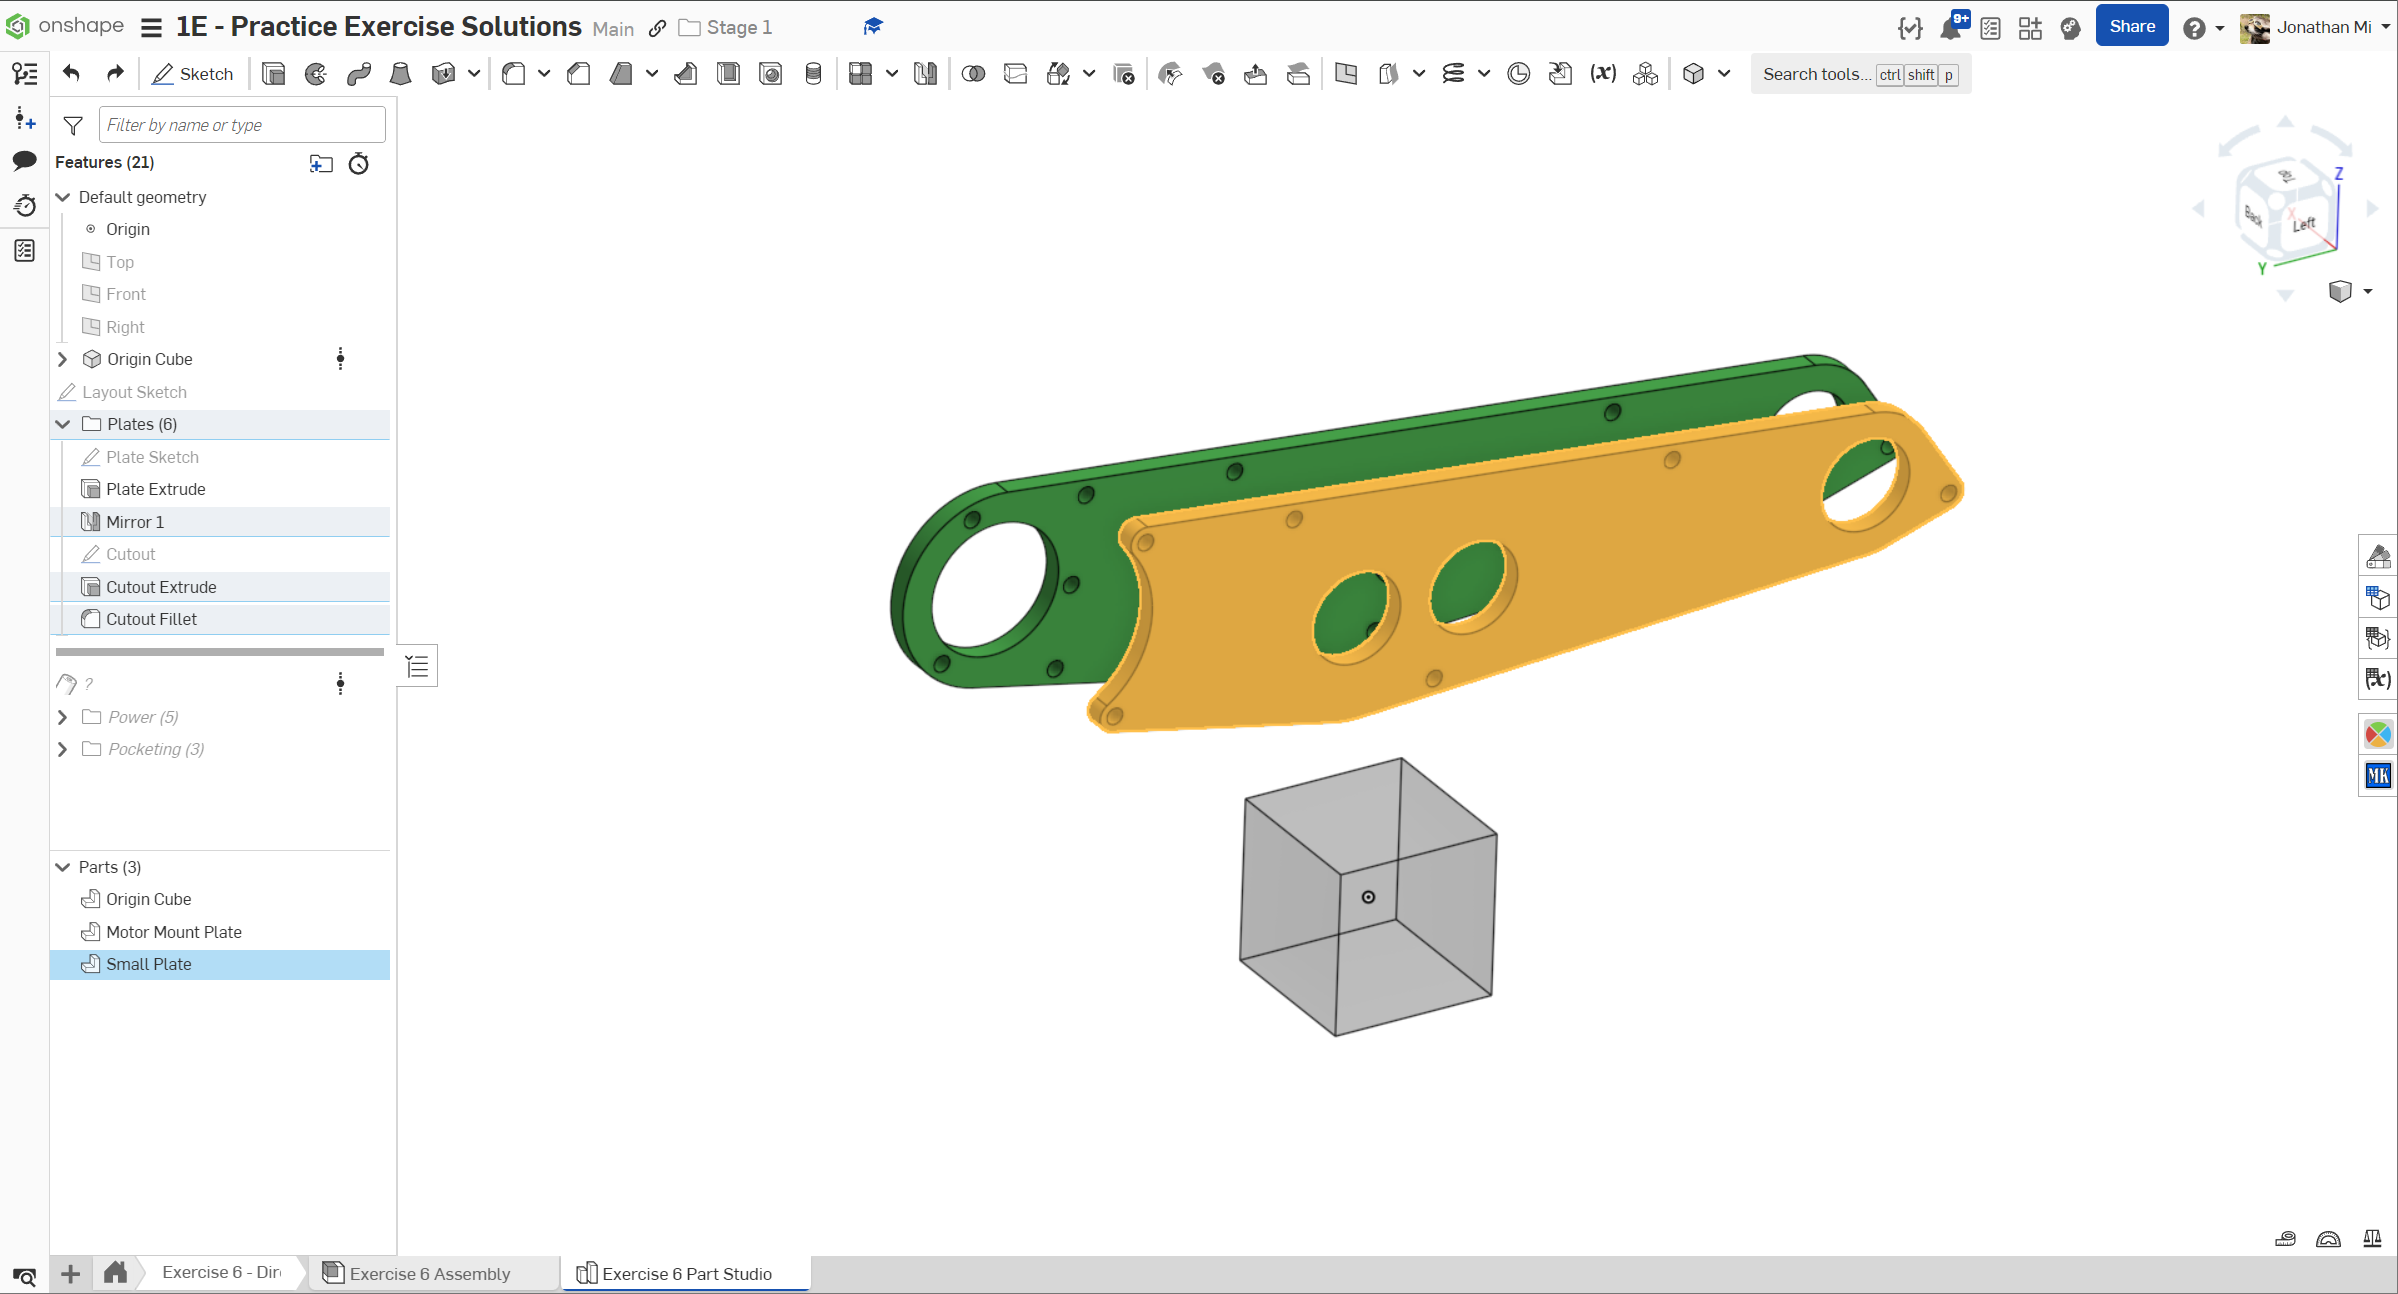 onshape 1E - Practice Exercise Solutions Main Stage 1 9+ Share Jonathan Mi
Sketch (x) Search tools... ctrl shift p
Filter by name or type
Features (21)
Default geometry
Origin
Top
Front
Right
Origin Cube
Layout Sketch
Plates (6)
Plate Sketch
Plate Extrude
Mirror 1
Cutout
Cutout Extrude
Cutout Fillet
?
Power (5)
Pocketing (3)
Parts (3)
Origin Cube
Motor Mount Plate
Small Plate
Top
Z
Back
X
Left
Y
(x)
MK
Exercise 6 - Dir Exercise 6 Assembly Exercise 6 Part Studio